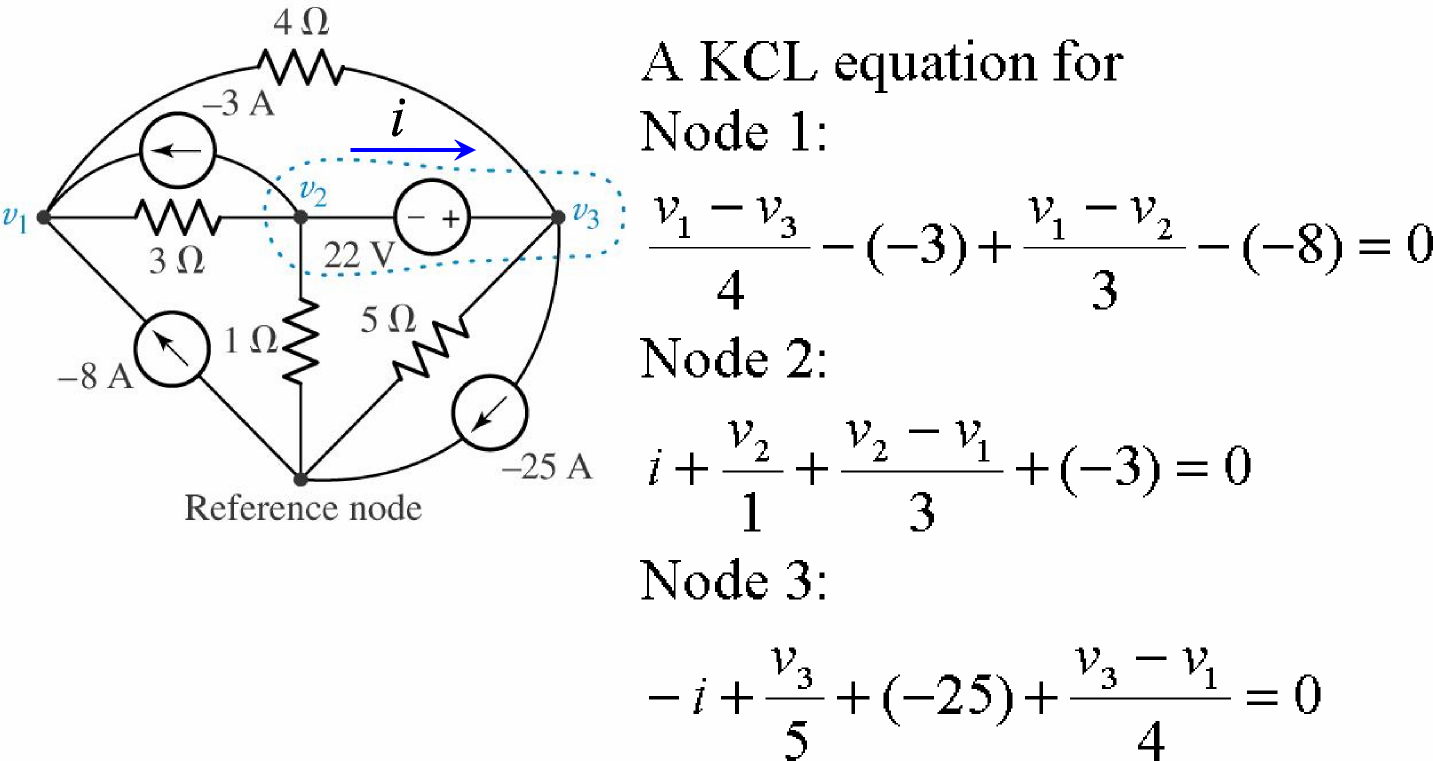 4 Ω
–3 A
i
v₁
v₂
v₃
3 Ω
22 V
– +
1 Ω
5 Ω
–8 A
–25 A
Reference node
A KCL equation for
Node 1:
(v₁ − v₃)/4 − (−3) + (v₁ − v₂)/3 − (−8) = 0
Node 2:
i + v₂/1 + (v₂ − v₁)/3 + (−3) = 0
Node 3:
− i + v₃/5 + (−25) + (v₃ − v₁)/4 = 0